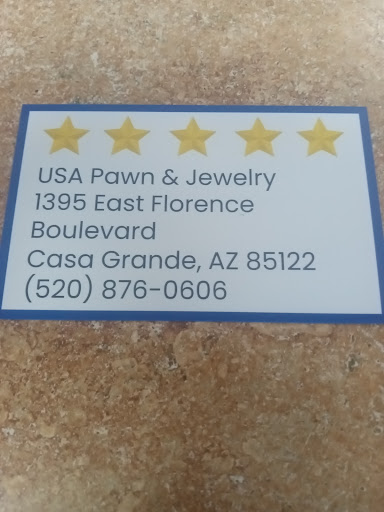 USA Pawn & Jewelry
1395 East Florence
Boulevard
Casa Grande, AZ 85122
(520) 876-0606